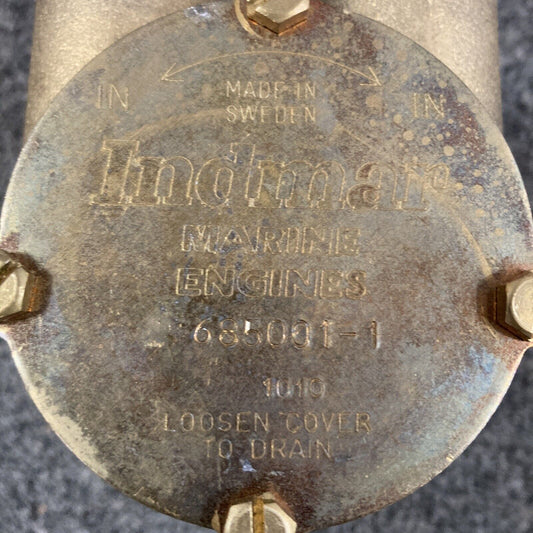 IN
MADE IN
SWEDEN
IN
Indmar
MARINE
ENGINES
685001-1
1010
LOOSEN COVER
TO DRAIN